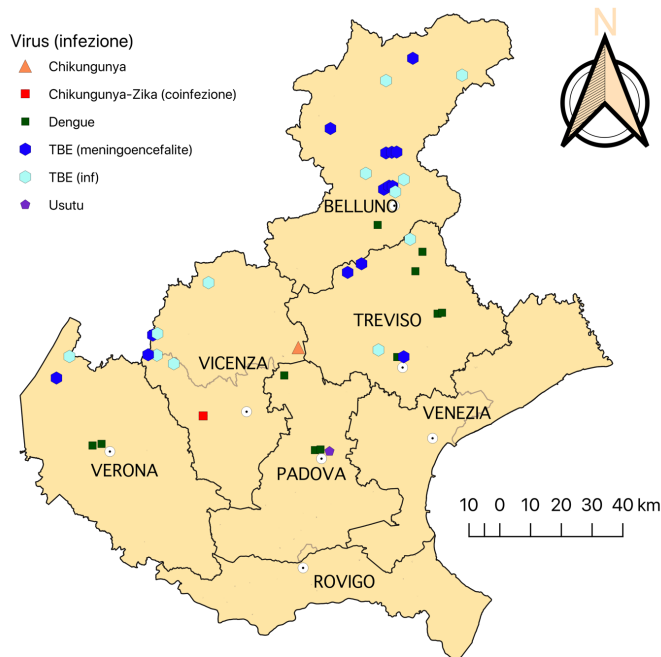 N
Virus (infezione)
Chikungunya
Chikungunya-Zika (coinfezione)
Dengue
TBE (meningoencefalite)
TBE (inf)
Usutu
BELLUNO
TREVISO
VICENZA
VENEZIA
VERONA
PADOVA
10 0 10 20 30 40 km
ROVIGO